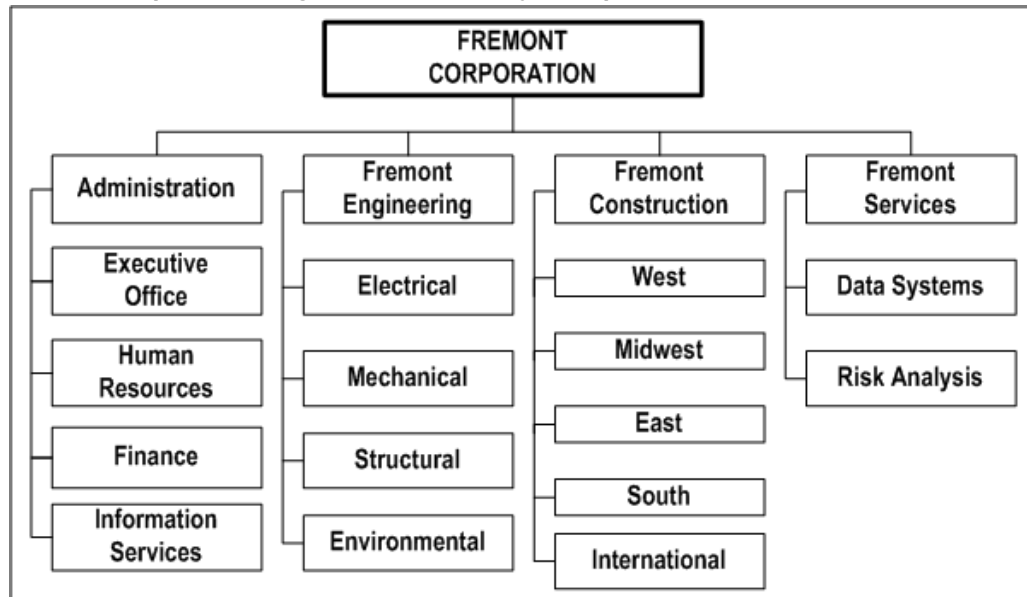 FREMONT
CORPORATION
Administration
Executive
Office
Human
Resources
Finance
Information
Services
Fremont
Engineering
Electrical
Mechanical
Structural
Environmental
Fremont
Construction
West
Midwest
East
South
International
Fremont
Services
Data Systems
Risk Analysis